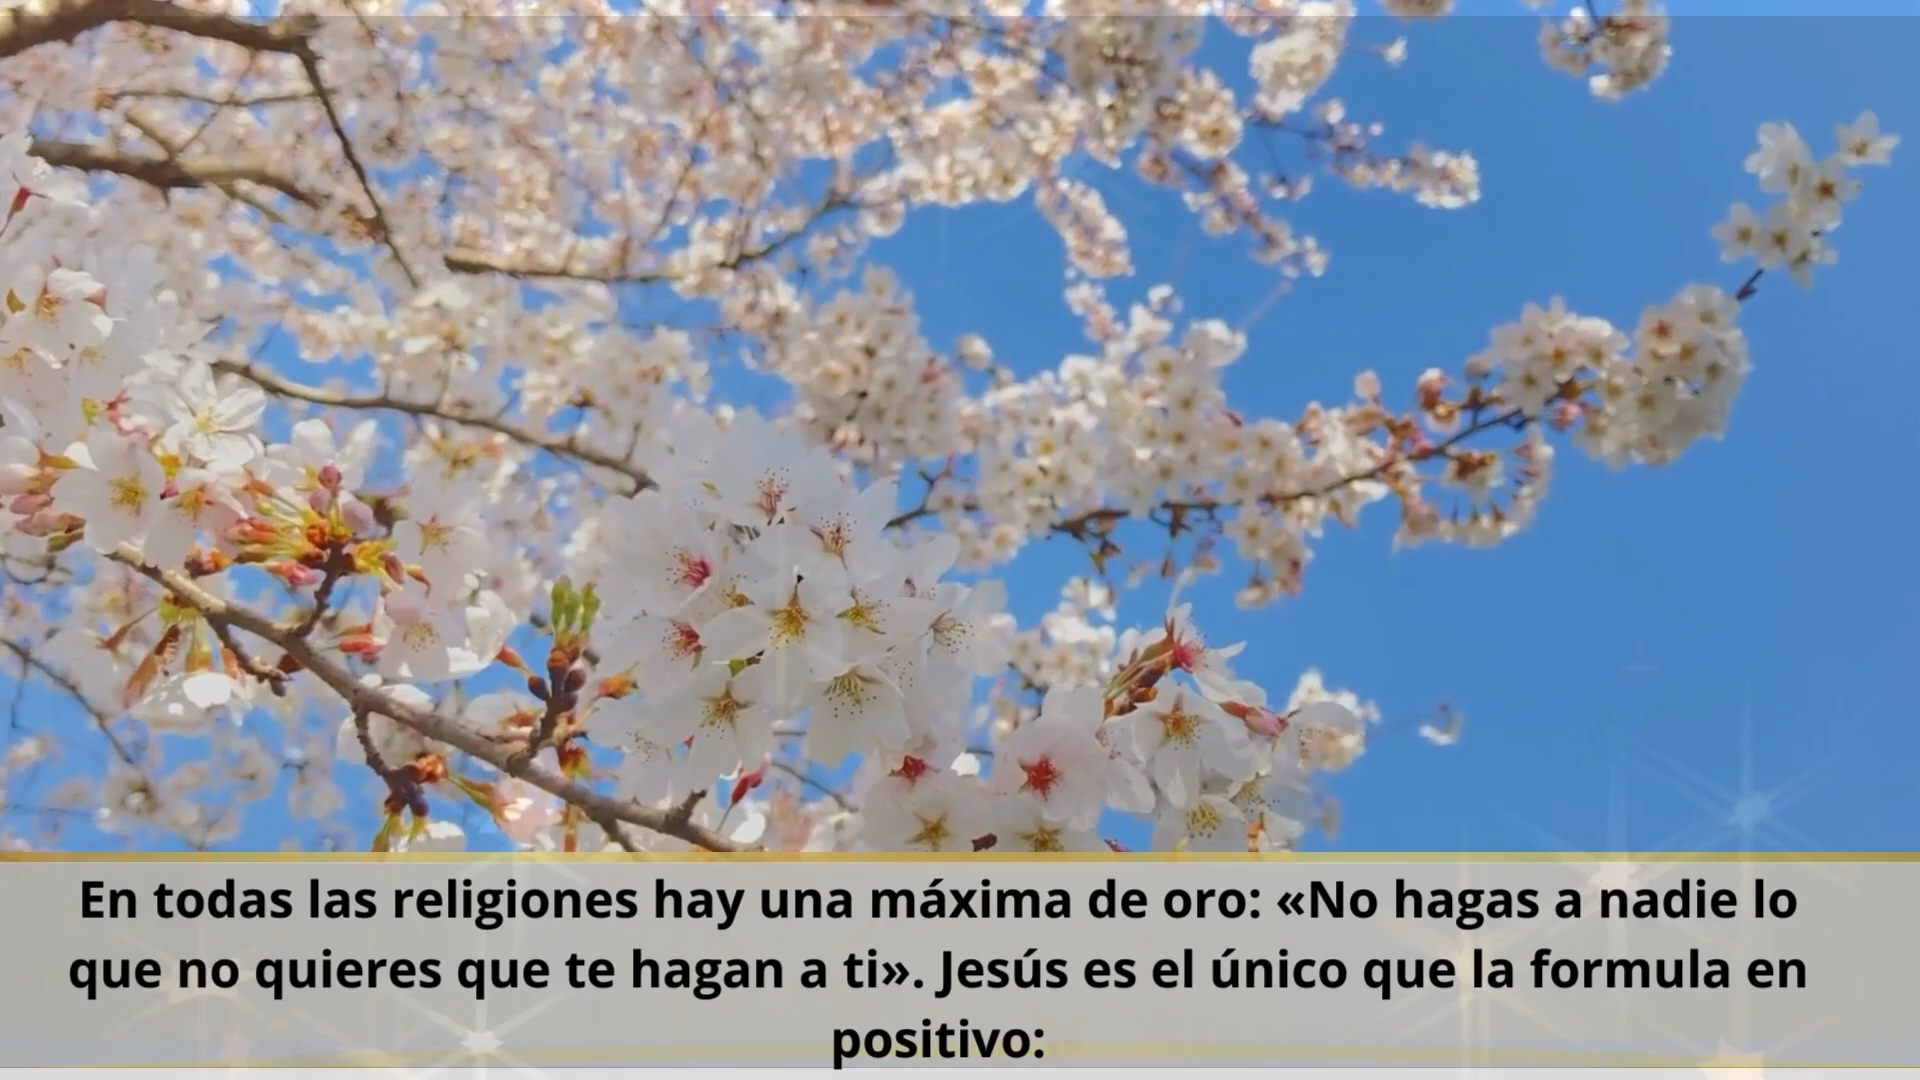 En todas las religiones hay una máxima de oro: «No hagas a nadie lo
que no quieres que te hagan a ti». Jesús es el único que la formula en
positivo: